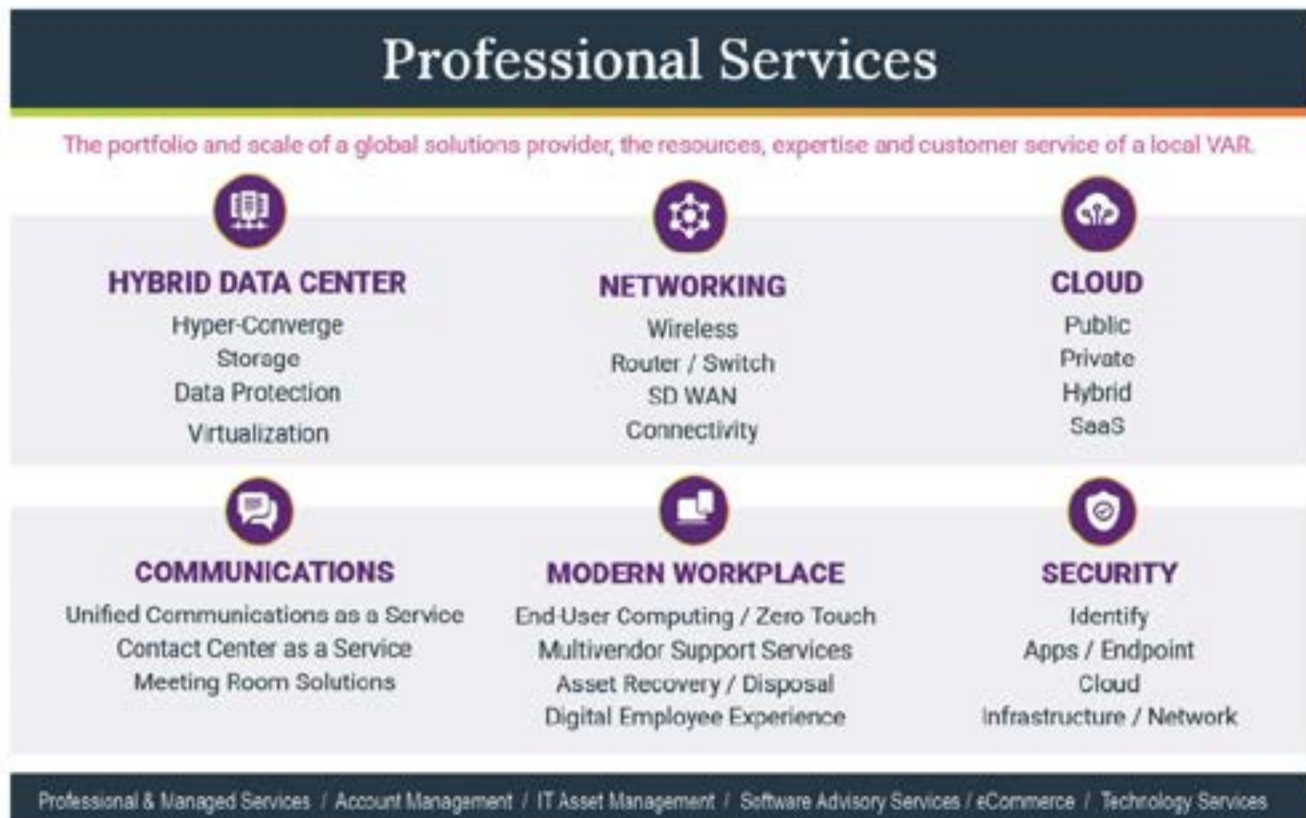 Professional Services
The portfolio and scale of a global solutions provider, the resources, expertise and customer service of a local VAR.
HYBRID DATA CENTER
Hyper-Converge
Storage
Data Protection
Virtualization
NETWORKING
Wireless
Router / Switch
SD WAN
Connectivity
CLOUD
Public
Private
Hybrid
SaaS
COMMUNICATIONS
Unified Communications as a Service
Contact Center as a Service
Meeting Room Solutions
MODERN WORKPLACE
End-User Computing / Zero Touch
Multivendor Support Services
Asset Recovery / Disposal
Digital Employee Experience
SECURITY
Identify
Apps / Endpoint
Cloud
Infrastructure / Network
Professional & Managed Services / Account Management / IT Asset Management / Software Advisory Services / eCommerce / Technology Services